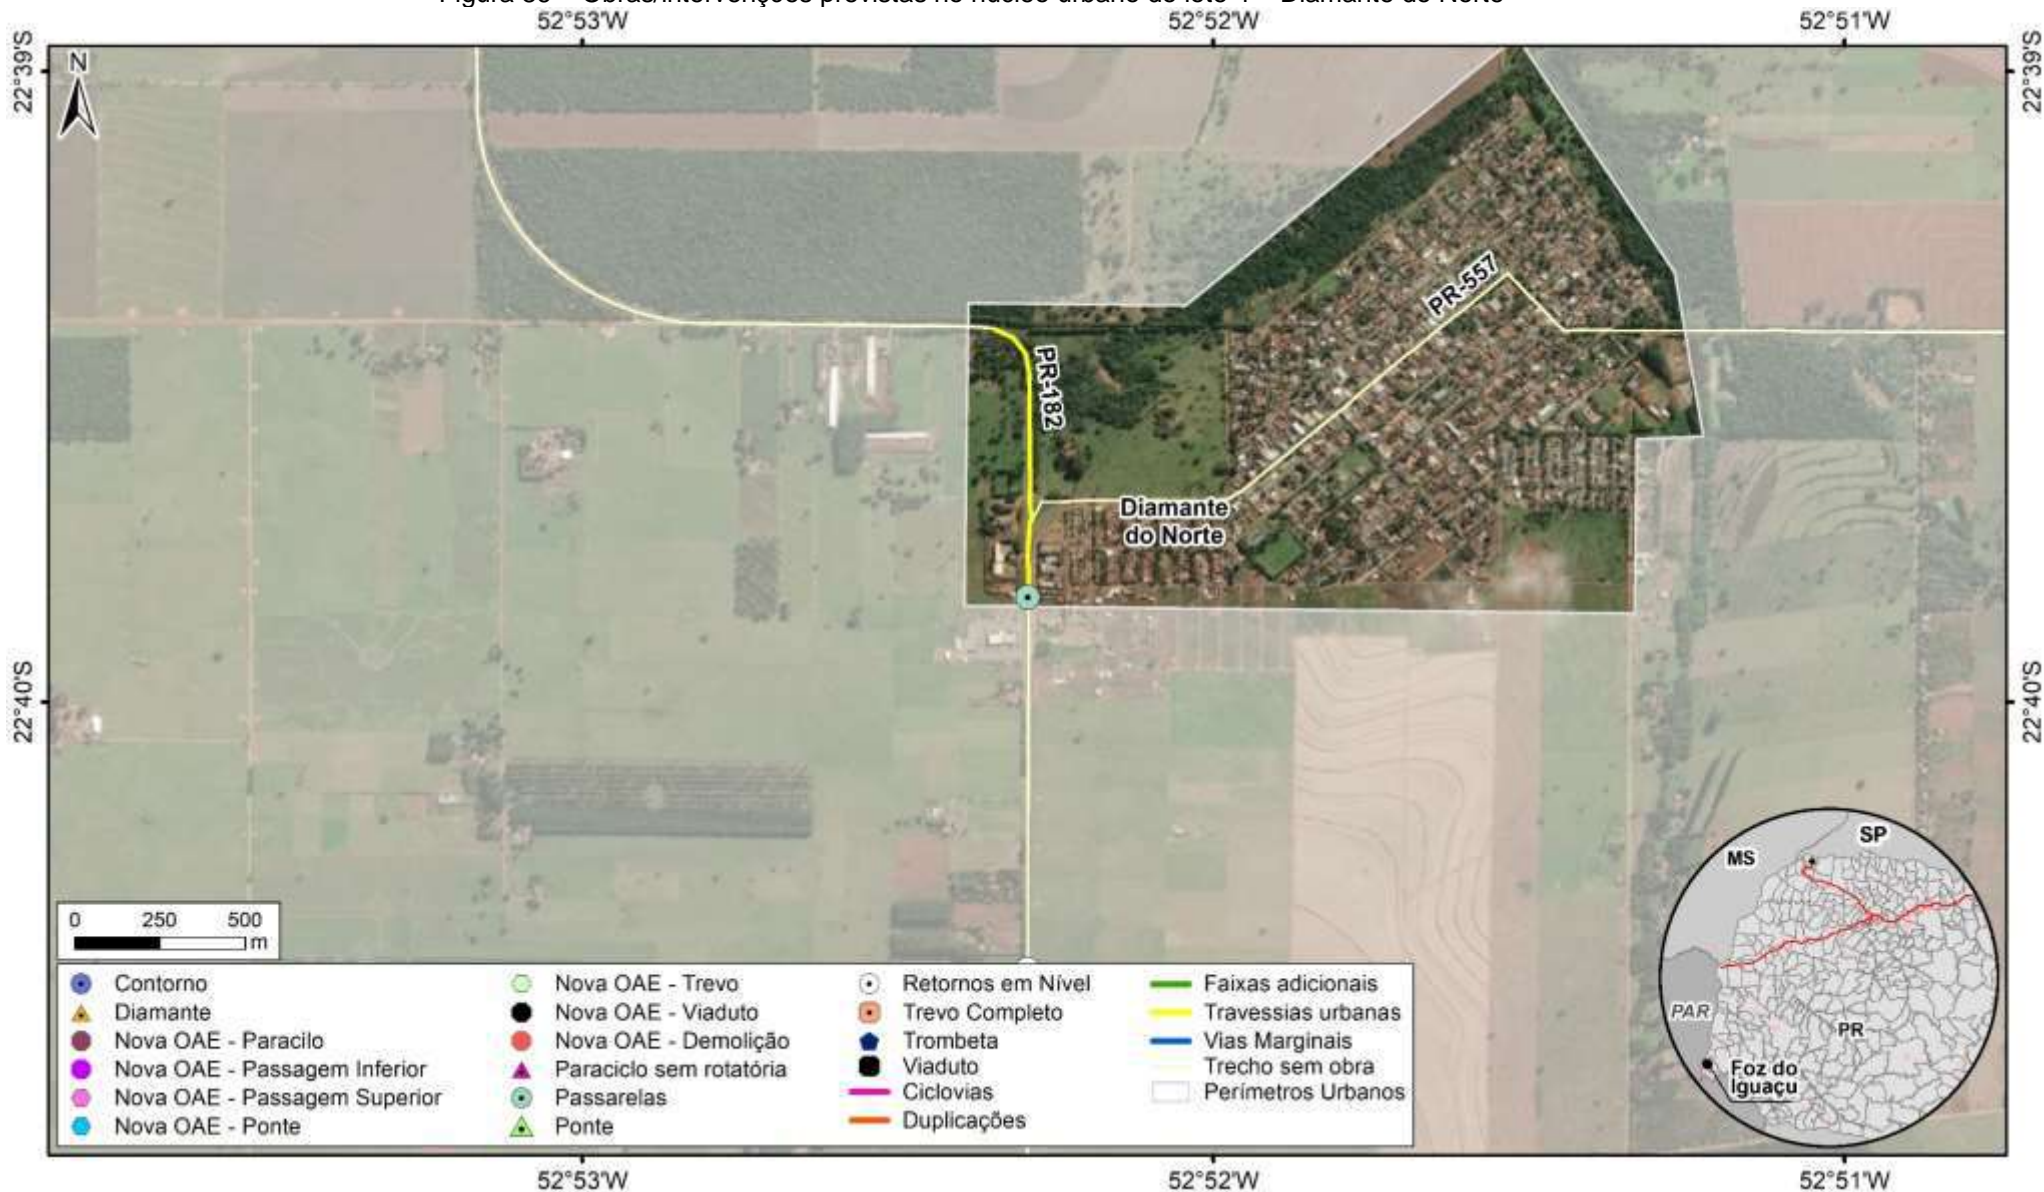 52°53'W 52°52'W 52°51'W
22°39'S 22°39'S
N
PR-557
PR-182
Diamante
do Norte
22°40'S 22°40'S
SP
MS
PAR
PR
Foz do
Iguaçu
0 250 500
m
Contorno
Diamante
Nova OAE - Paracilo
Nova OAE - Passagem Inferior
Nova OAE - Passagem Superior
Nova OAE - Ponte
Nova OAE - Trevo
Nova OAE - Viaduto
Nova OAE - Demolição
Paraciclo sem rotatória
Passarelas
Ponte
Retornos em Nível
Trevo Completo
Trombeta
Viaduto
Ciclovias
Duplicações
Faixas adicionais
Travessias urbanas
Vias Marginais
Trecho sem obra
Perímetros Urbanos
52°53'W 52°52'W 52°51'W